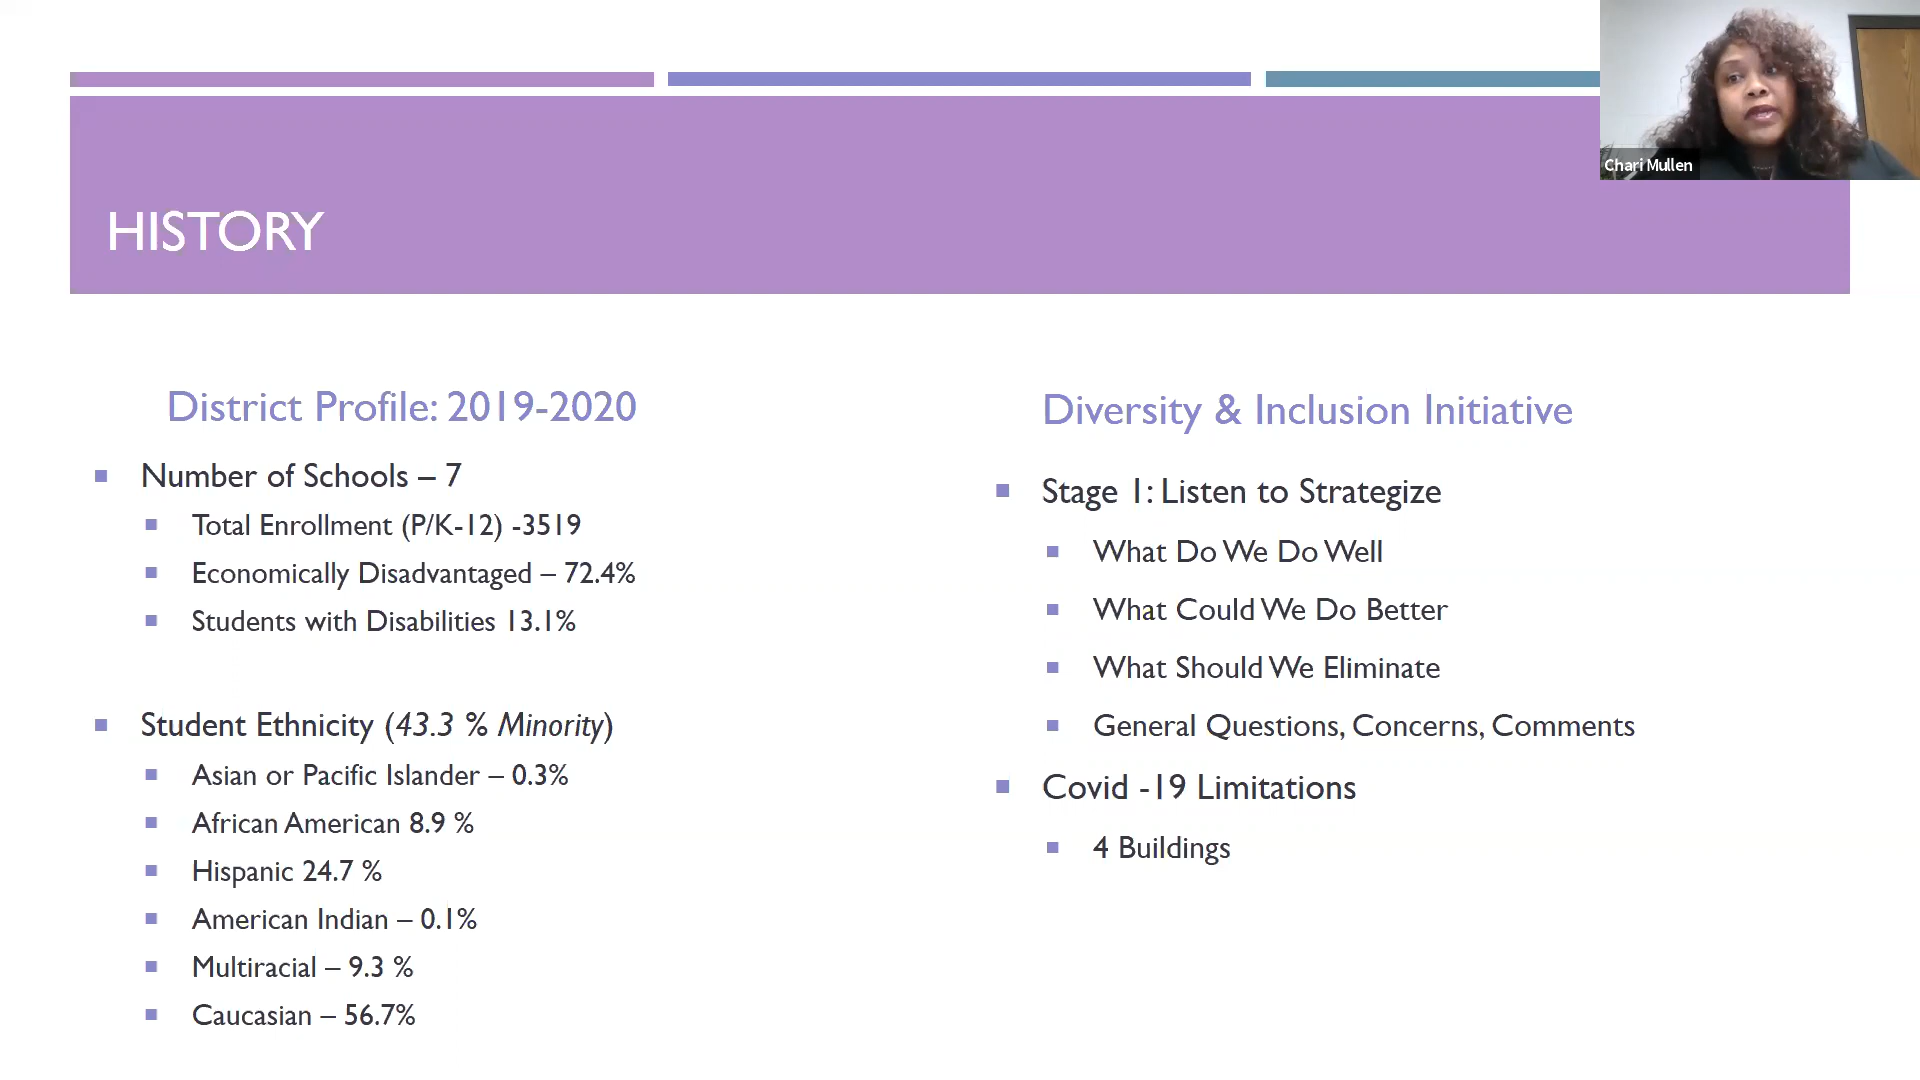 Chari Mullen
HISTORY
District Profile: 2019-2020
Number of Schools – 7
Total Enrollment (P/K-12) -3519
Economically Disadvantaged – 72.4%
Students with Disabilities 13.1%
Student Ethnicity (43.3 % Minority)
Asian or Pacific Islander – 0.3%
African American 8.9 %
Hispanic 24.7 %
American Indian – 0.1%
Multiracial – 9.3 %
Caucasian – 56.7%
Diversity & Inclusion Initiative
Stage 1: Listen to Strategize
What Do We Do Well
What Could We Do Better
What Should We Eliminate
General Questions, Concerns, Comments
Covid -19 Limitations
4 Buildings